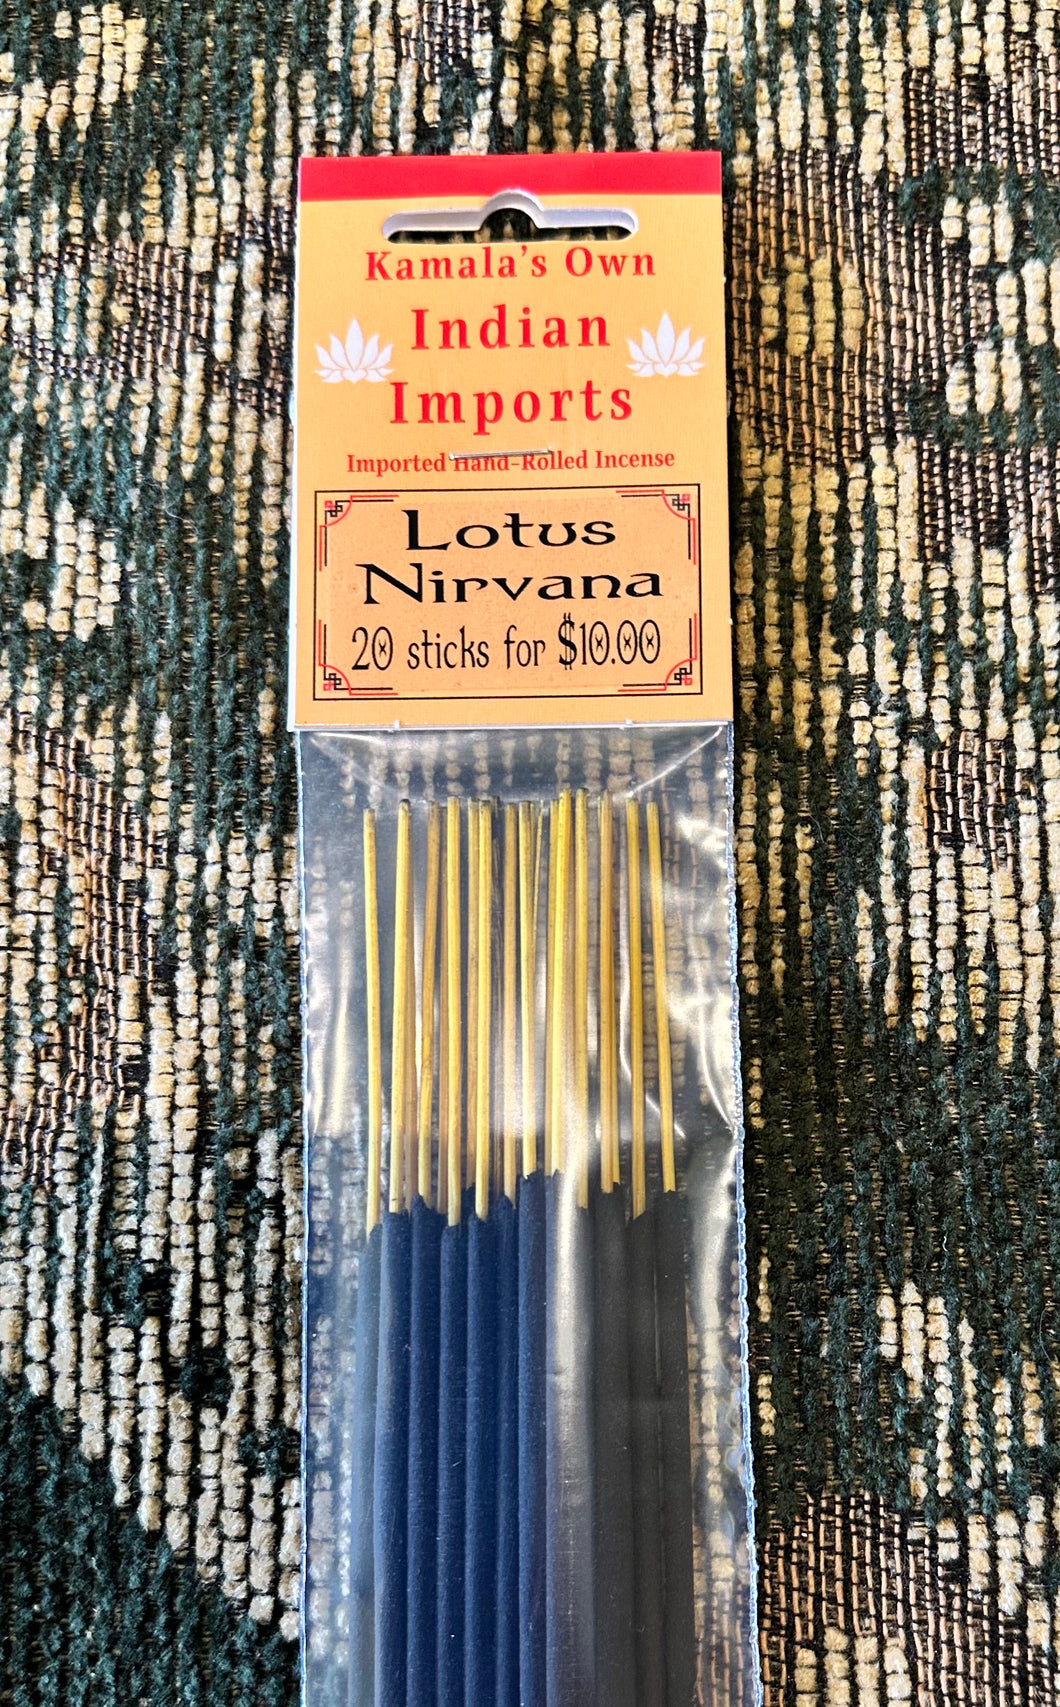 Kamala's Own
Indian
Imports
Imported Hand-Rolled Incense
Lotus
Nirvana
20 sticks for $10.00